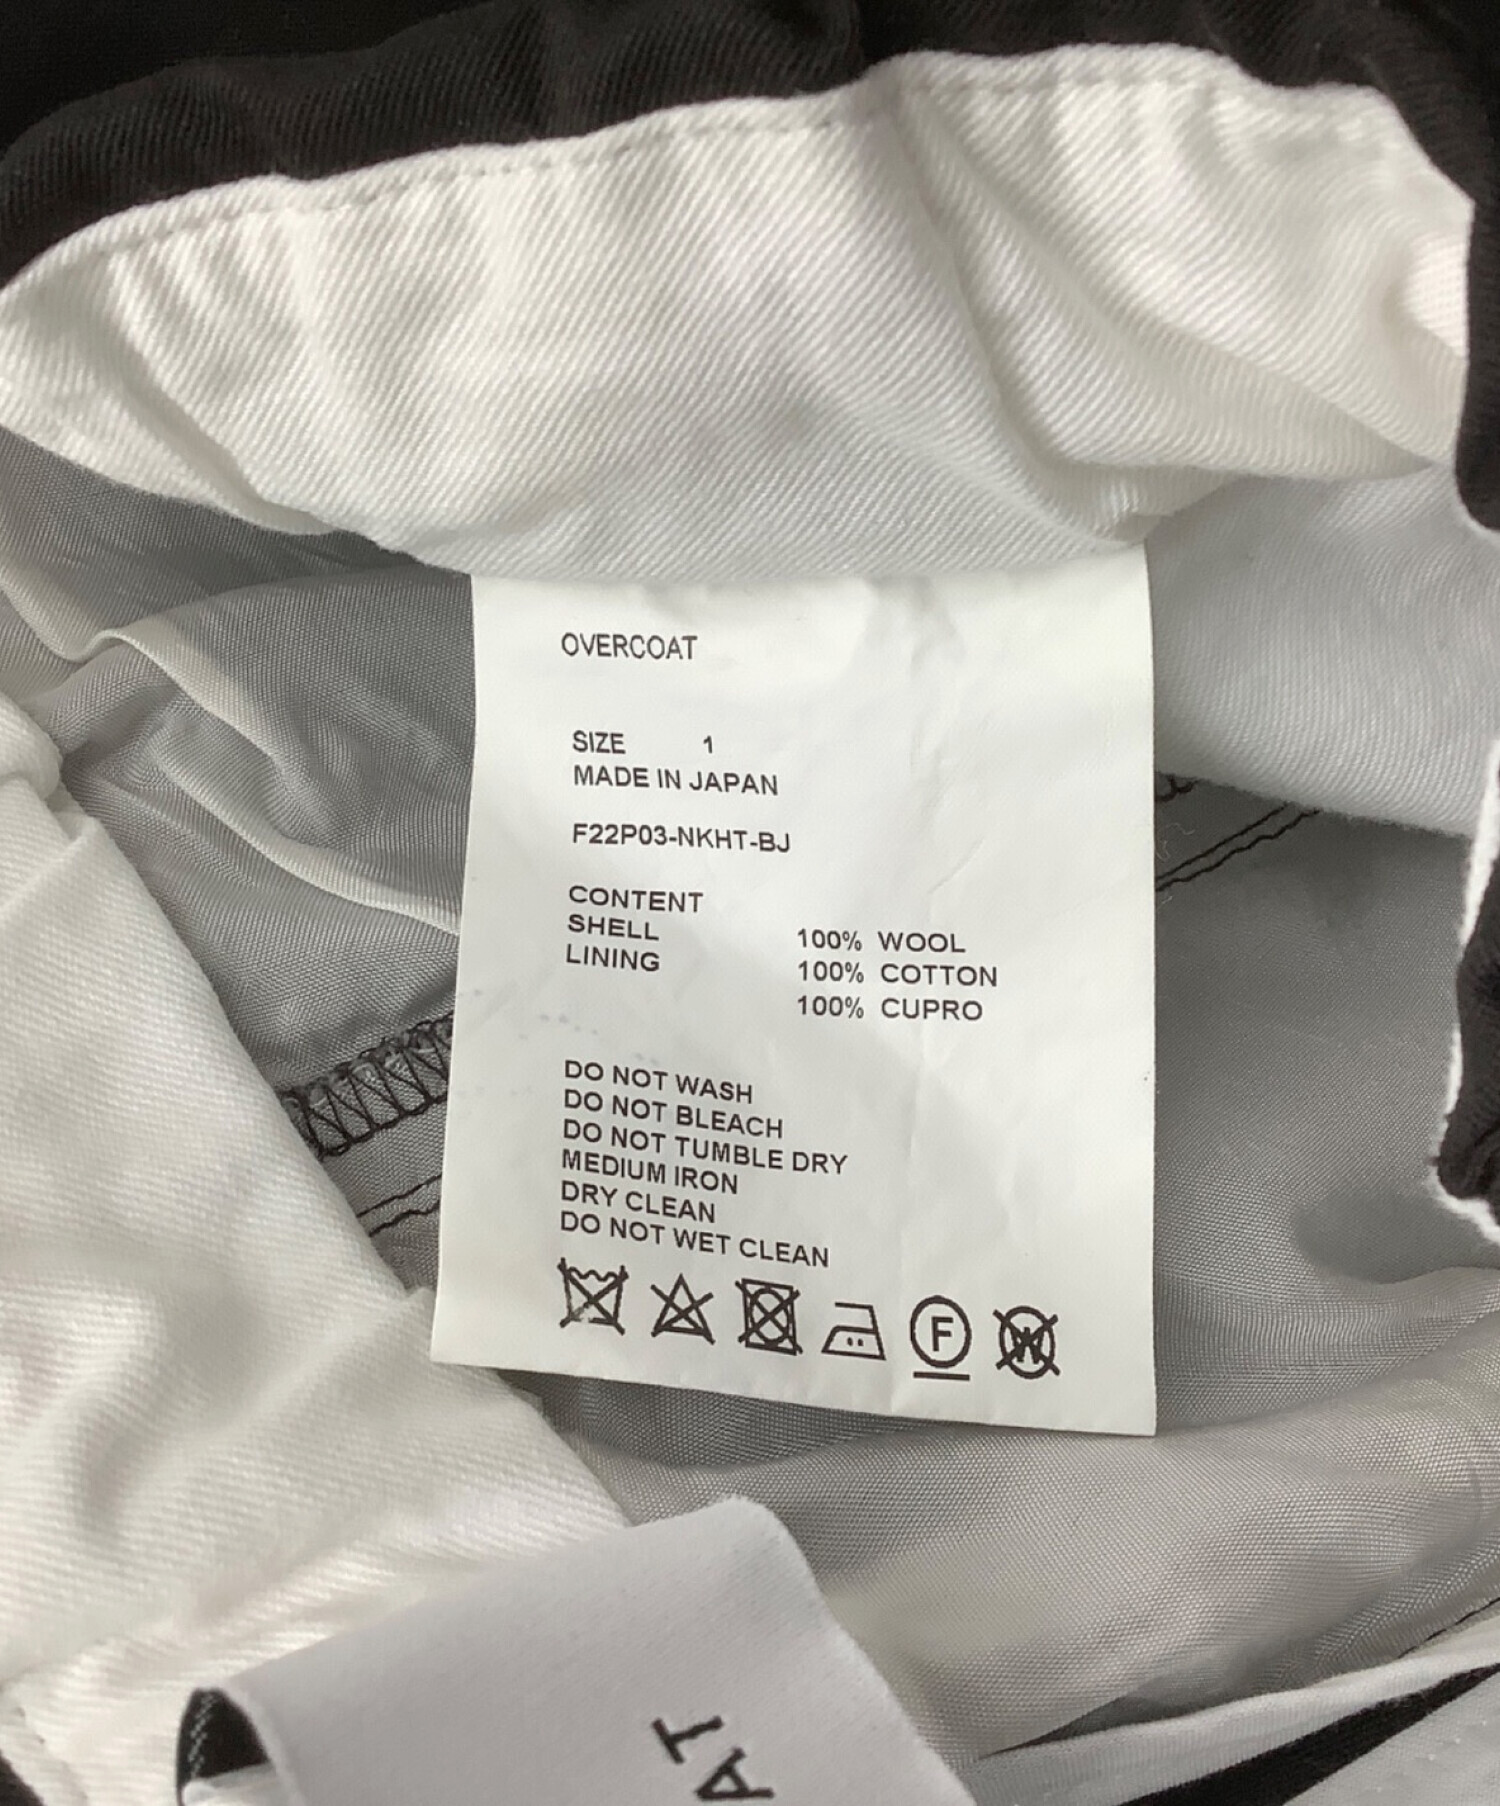 OVERCOAT
SIZE 1
MADE IN JAPAN
F22P03-NKHT-BJ
CONTENT
SHELL 100% WOOL
LINING 100% COTTON
100% CUPRO
DO NOT WASH
DO NOT BLEACH
DO NOT TUMBLE DRY
MEDIUM IRON
DRY CLEAN
DO NOT WET CLEAN
F W
AT